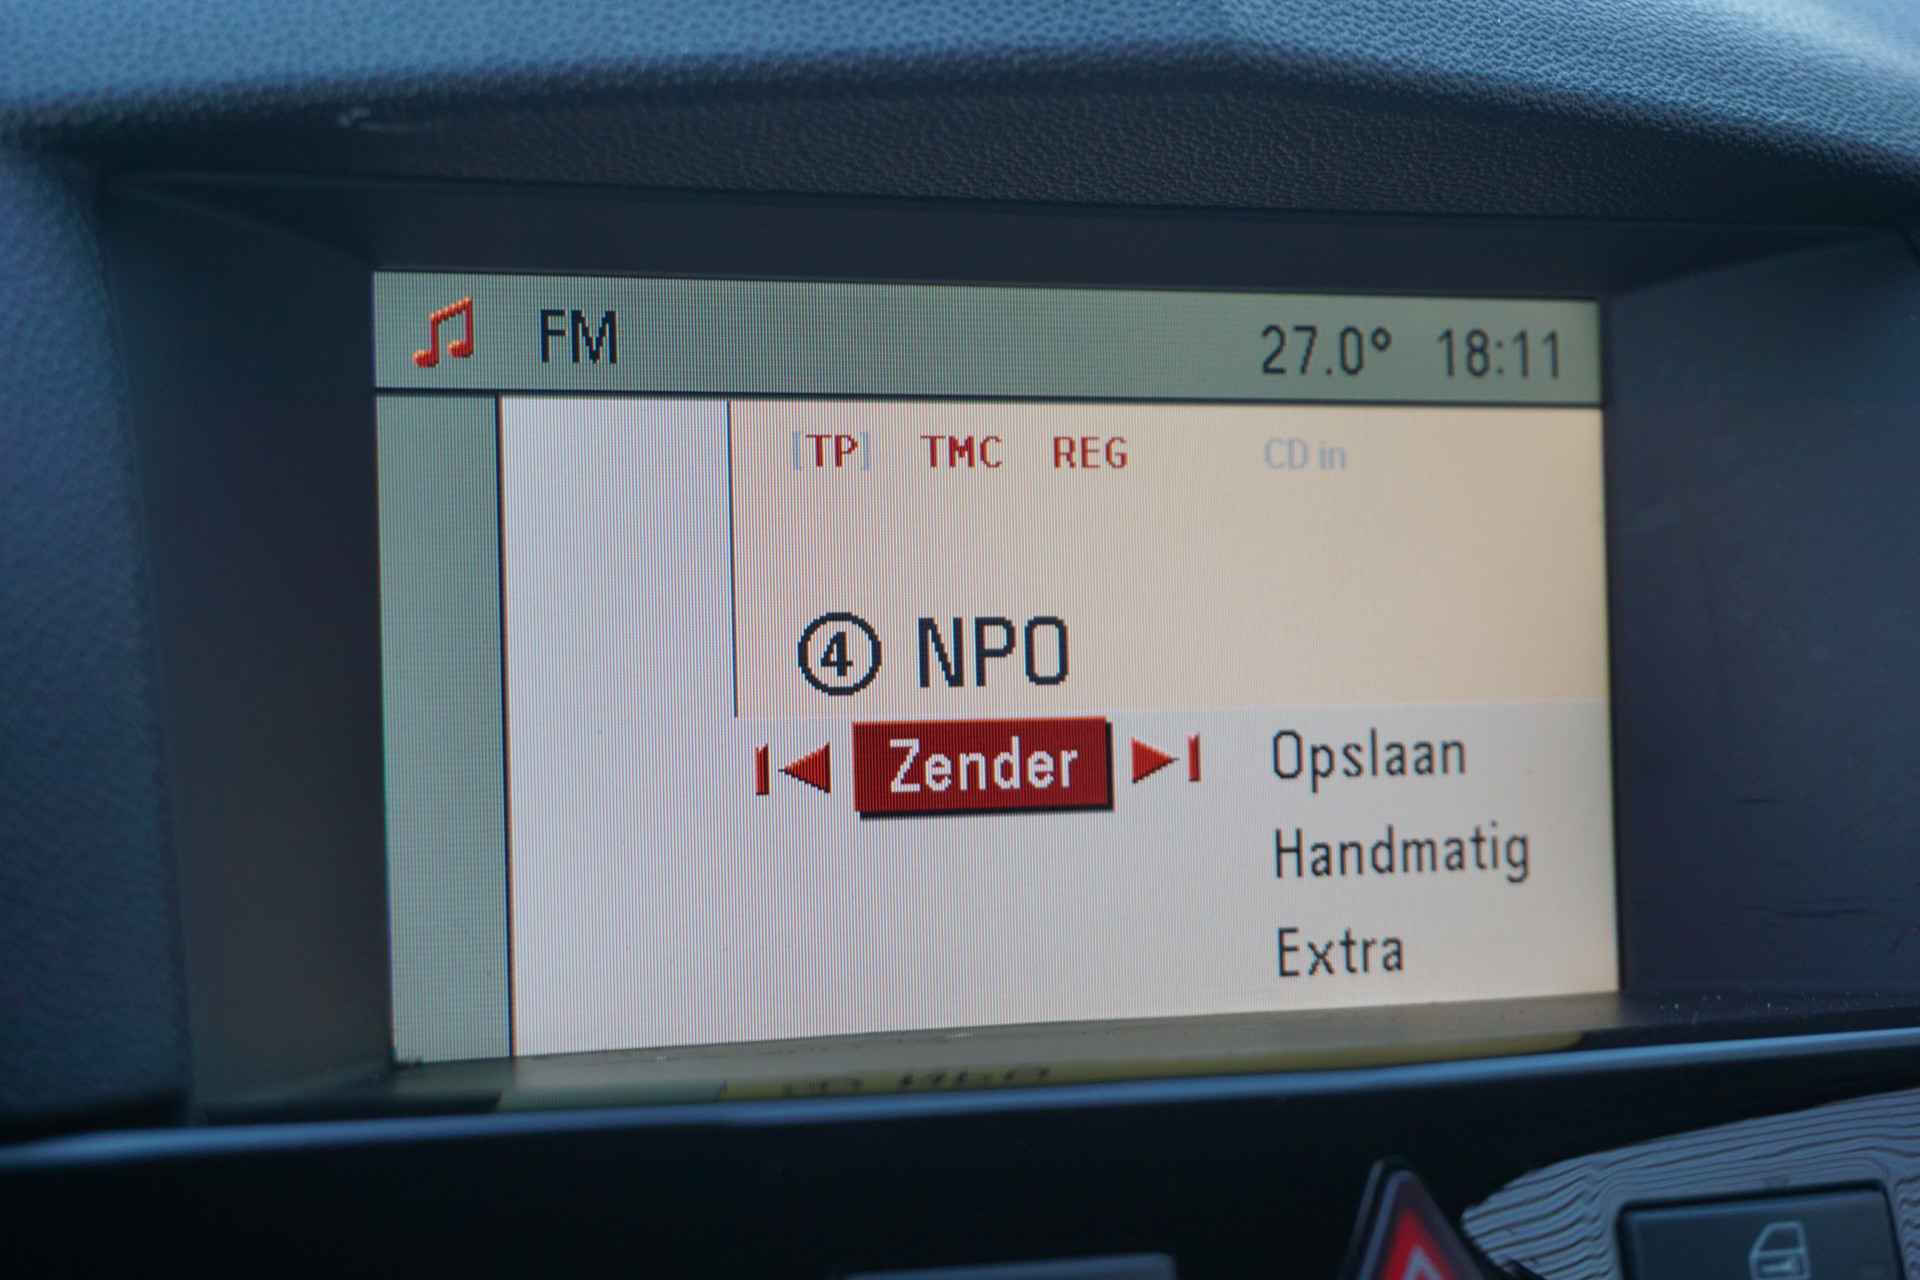 FM 27.0° 18:11
[TP] TMC REG CD in
④ NPO
Zender Opslaan
Handmatig
Extra